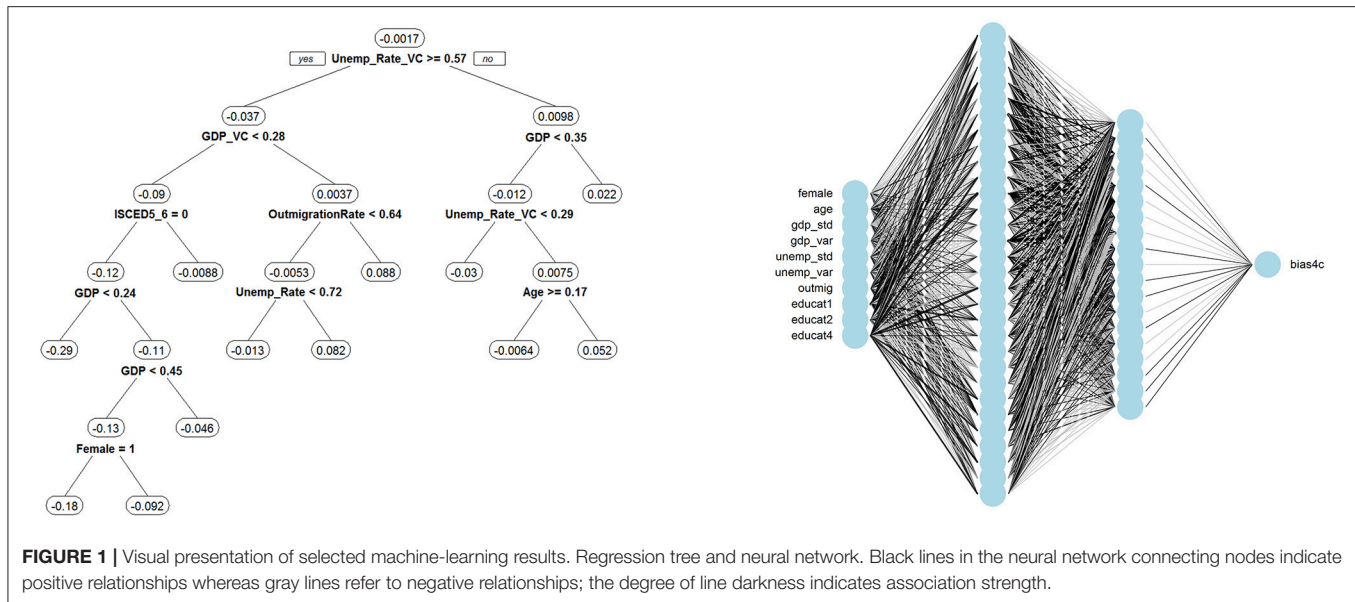 -0.0017
yes Unemp_Rate_VC >= 0.57 no
-0.037 0.0098
GDP_VC < 0.28 GDP < 0.35
-0.09 0.0037 -0.012 0.022
ISCED5_6 = 0 OutmigrationRate < 0.64 Unemp_Rate_VC < 0.29
-0.12 -0.0088 -0.0053 0.088 -0.03 0.0075
GDP < 0.24 Unemp_Rate < 0.72 Age >= 0.17
-0.29 -0.11 -0.013 0.082 -0.0064 0.052
GDP < 0.45
-0.13 -0.046
Female = 1
-0.18 -0.092
female
age
gdp_std
gdp_var
unemp_std
unemp_var
outmig
educat1
educat2
educat4
bias4c
FIGURE 1 | Visual presentation of selected machine-learning results. Regression tree and neural network. Black lines in the neural network connecting nodes indicate
positive relationships whereas gray lines refer to negative relationships; the degree of line darkness indicates association strength.